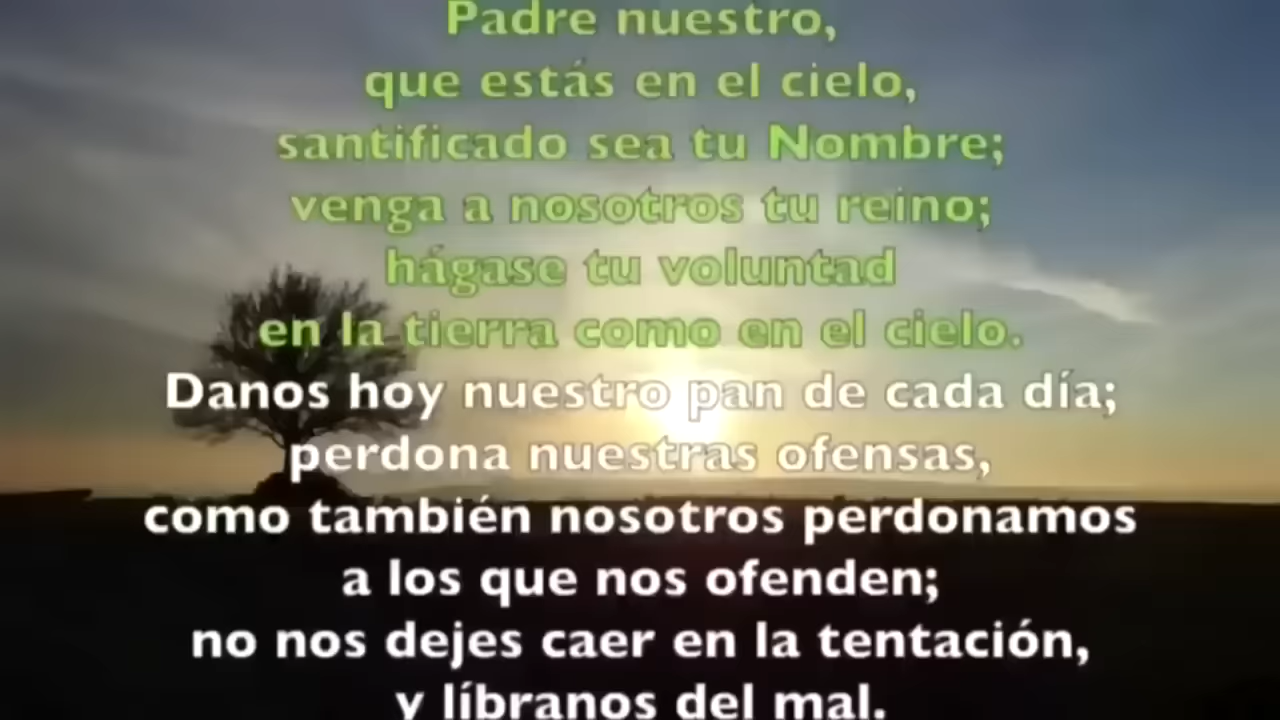 Padre nuestro,
que estás en el cielo,
santificado sea tu Nombre;
venga a nosotros tu reino;
hágase tu voluntad
en la tierra como en el cielo.
Danos hoy nuestro pan de cada día;
perdona nuestras ofensas,
como también nosotros perdonamos
a los que nos ofenden;
no nos dejes caer en la tentación,
y líbranos del mal.